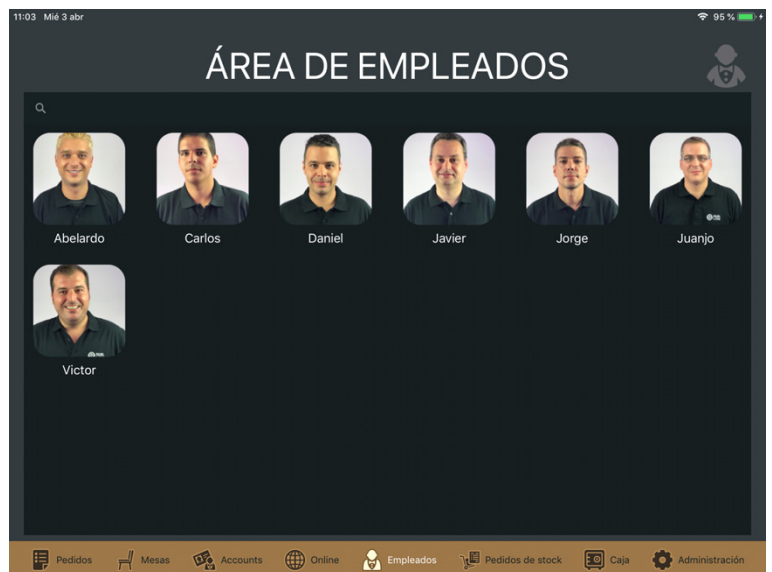 11:03 Mié 3 abr 95 %
ÁREA DE EMPLEADOS
Abelardo Carlos Daniel Javier Jorge Juanjo
Victor
Pedidos Mesas Accounts Online Empleados Pedidos de stock Caja Administración